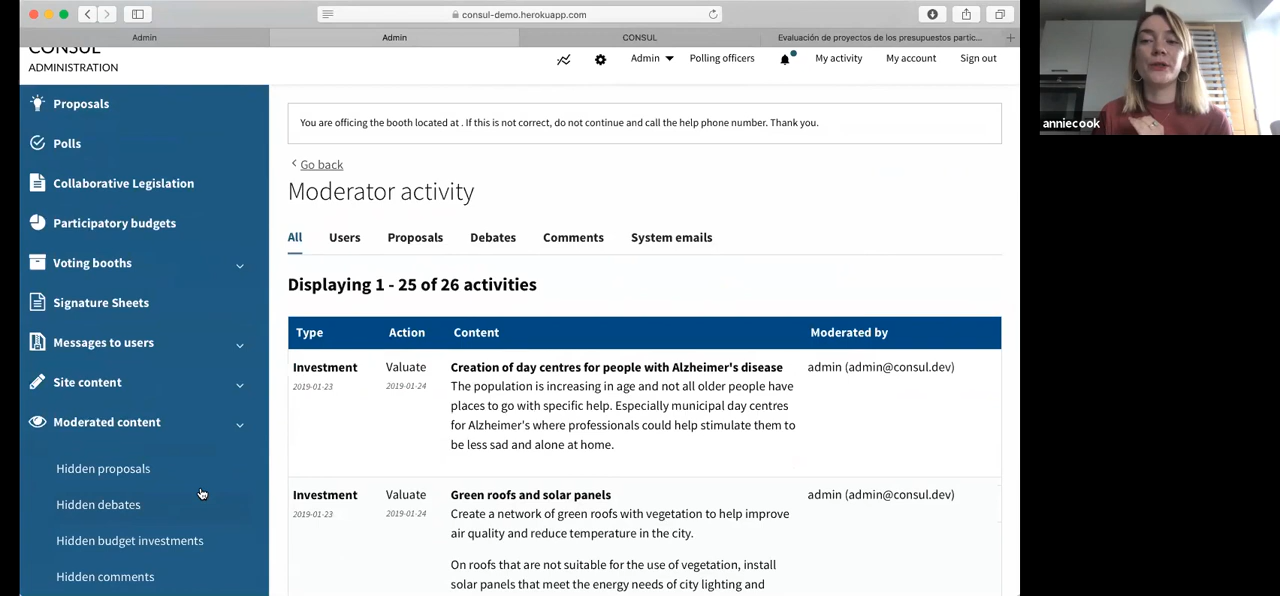 consul-demo.herokuapp.com
Admin
Admin
CONSUL
Evaluación de proyectos de los presupuestos partic...
CONSUL
ADMINISTRATION
Admin
Polling officers
My activity
My account
Sign out
anniecook
Proposals
Polls
Collaborative Legislation
Participatory budgets
Voting booths
Signature Sheets
Messages to users
Site content
Moderated content
Hidden proposals
Hidden debates
Hidden budget investments
Hidden comments
You are officing the booth located at . If this is not correct, do not continue and call the help phone number. Thank you.
Go back
Moderator activity
All Users Proposals Debates Comments System emails
Displaying 1 - 25 of 26 activities
Type Action Content Moderated by
Investment Valuate Creation of day centres for people with Alzheimer's disease admin (admin@consul.dev)
2019-01-23 2019-01-24 The population is increasing in age and not all older people have
places to go with specific help. Especially municipal day centres
for Alzheimer's where professionals could help stimulate them to
be less sad and alone at home.
Investment Valuate Green roofs and solar panels admin (admin@consul.dev)
2019-01-23 2019-01-24 Create a network of green roofs with vegetation to help improve
air quality and reduce temperature in the city.
On roofs that are not suitable for the use of vegetation, install
solar panels that meet the energy needs of city lighting and